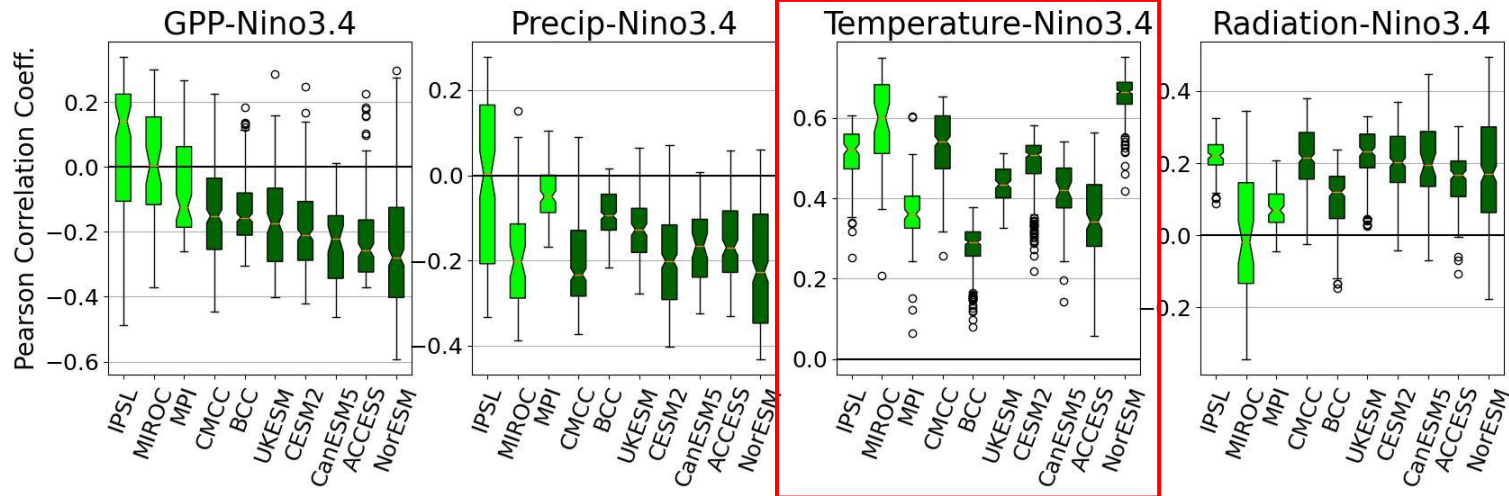 GPP-Nino3.4 Precip-Nino3.4 Temperature-Nino3.4 Radiation-Nino3.4
Pearson Correlation Coeff.
0.2
0.0
−0.2
−0.4
−0.6
IPSL MIROC MPI CMCC BCC UKESM CESM2 CanESM5 ACCESS NorESM
0.2
0.0
−0.2
−0.4
IPSL MIROC MPI CMCC BCC UKESM CESM2 CanESM5 ACCESS NorESM
0.6
0.4
0.2
0.0
IPSL MIROC MPI CMCC BCC UKESM CESM2 CanESM5 ACCESS NorESM
0.4
0.2
0.0
−0.2
IPSL MIROC MPI CMCC BCC UKESM CESM2 CanESM5 ACCESS NorESM